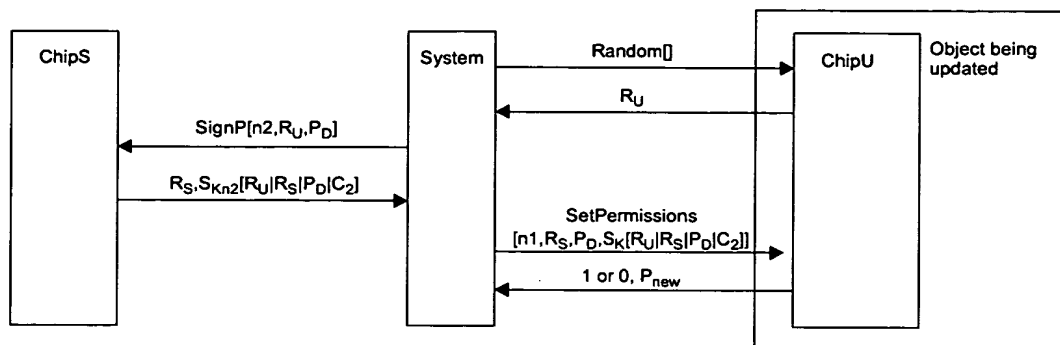 ChipS
System
ChipU
Object being
updated
Random[]
R_U
SignP[n2,R_U,P_D]
R_S,S_Kn2[R_U|R_S|P_D|C_2]
SetPermissions
[n1,R_S,P_D,S_K[R_U|R_S|P_D|C_2]]
1 or 0, P_new